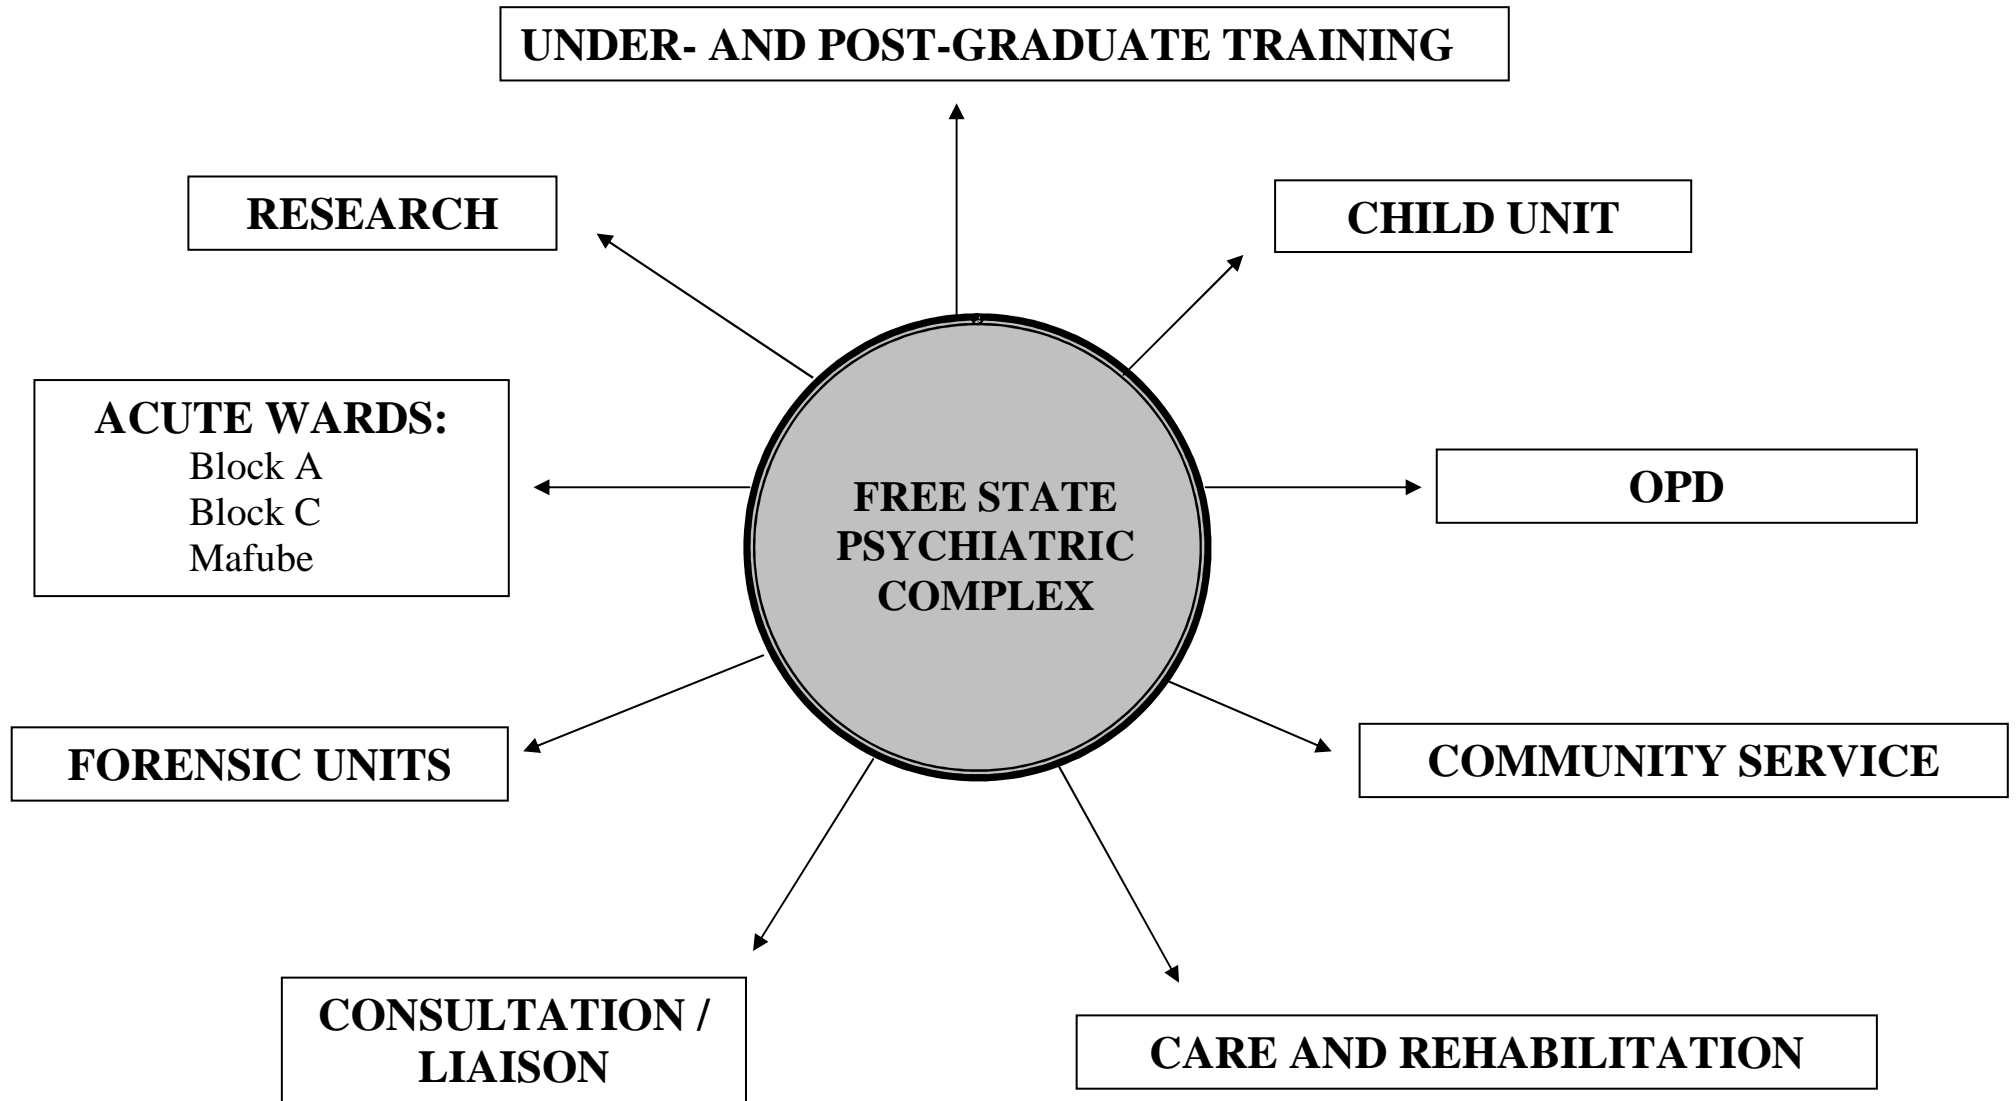 UNDER- AND POST-GRADUATE TRAINING
RESEARCH
CHILD UNIT
ACUTE WARDS:
Block A
Block C
Mafube
FREE STATE
PSYCHIATRIC
COMPLEX
OPD
FORENSIC UNITS
COMMUNITY SERVICE
CONSULTATION /
LIAISON
CARE AND REHABILITATION